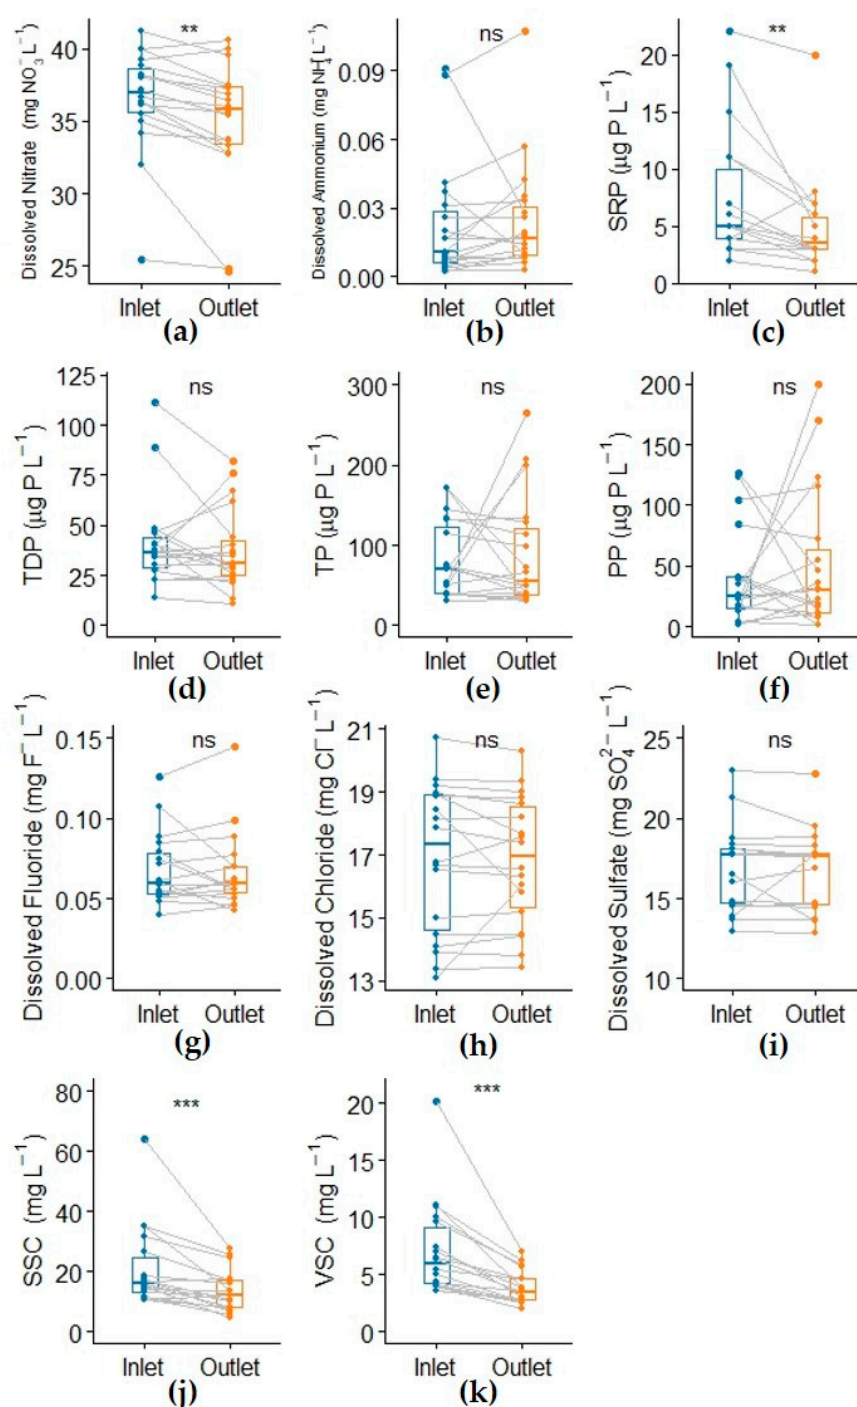 ** ns **
Dissolved Nitrate (mg NO₃⁻ L⁻¹) 40 35 30 25 Inlet Outlet
Dissolved Ammonium (mg NH₄⁺ L⁻¹) 0.09 0.06 0.03 0.00 Inlet Outlet
SRP (µg P L⁻¹) 20 15 10 5 0 Inlet Outlet
(a) (b) (c)
ns ns ns
TDP (µg P L⁻¹) 125 100 75 50 25 0 Inlet Outlet
TP (µg P L⁻¹) 300 200 100 0 Inlet Outlet
PP (µg P L⁻¹) 200 150 100 50 0 Inlet Outlet
(d) (e) (f)
ns ns ns
Dissolved Fluoride (mg F⁻ L⁻¹) 0.15 0.10 0.05 0.00 Inlet Outlet
Dissolved Chloride (mg Cl⁻ L⁻¹) 21 19 17 15 13 Inlet Outlet
Dissolved Sulfate (mg SO₄²⁻ L⁻¹) 25 20 15 10 Inlet Outlet
(g) (h) (i)
*** ***
SSC (mg L⁻¹) 80 60 40 20 0 Inlet Outlet
VSC (mg L⁻¹) 20 15 10 5 0 Inlet Outlet
(j) (k)